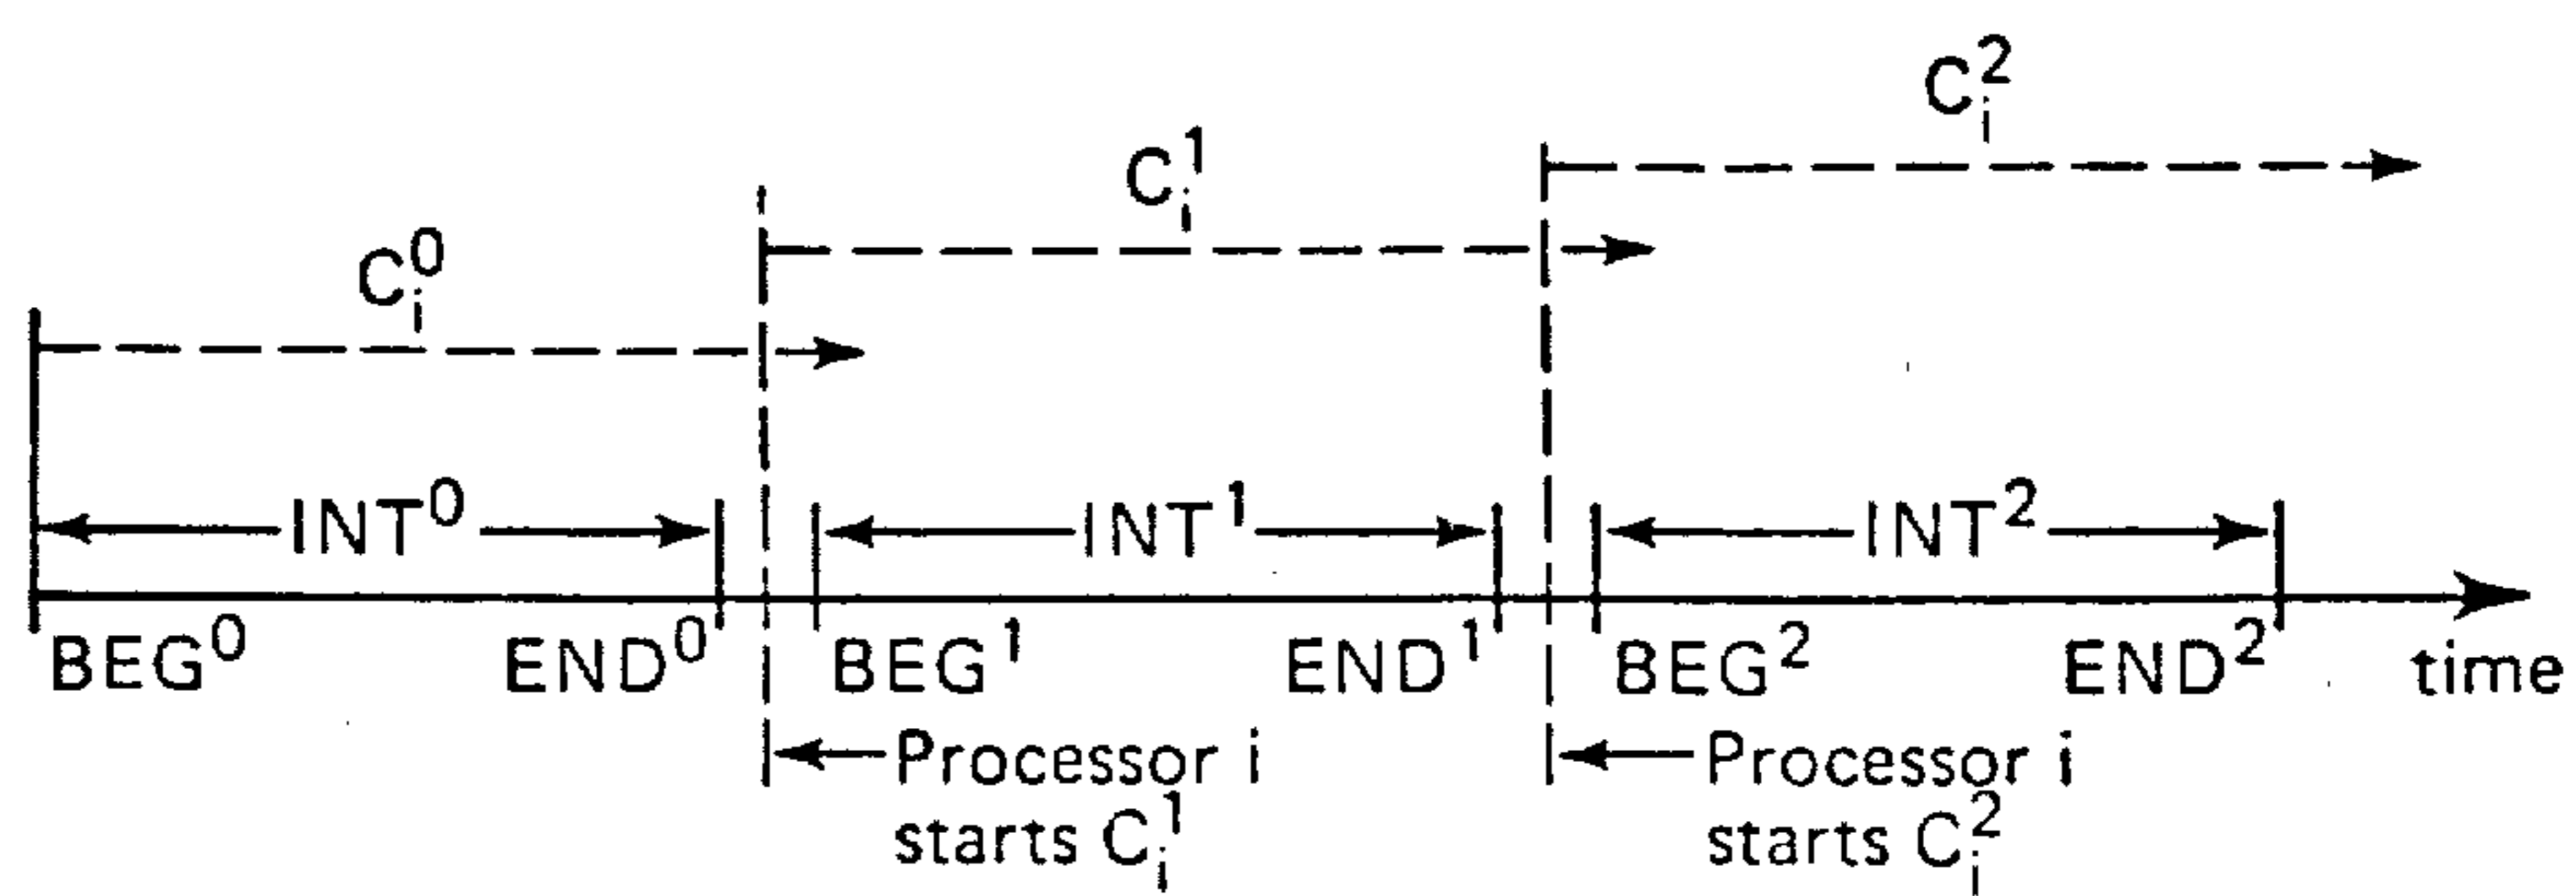 C_i^2
C_i^1
C_i^0
INT^0 INT^1 INT^2
BEG^0 END^0 BEG^1 END^1 BEG^2 END^2 time
Processor i Processor i
starts C_i^1 starts C_i^2